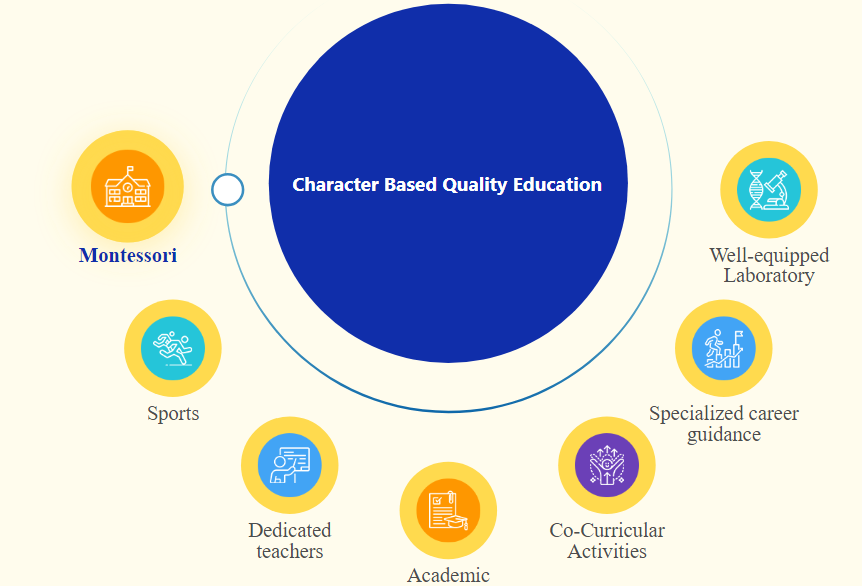 Character Based Quality Education
Montessori
Sports
Dedicated
teachers
Academic
Co-Curricular
Activities
Specialized career
guidance
Well-equipped
Laboratory